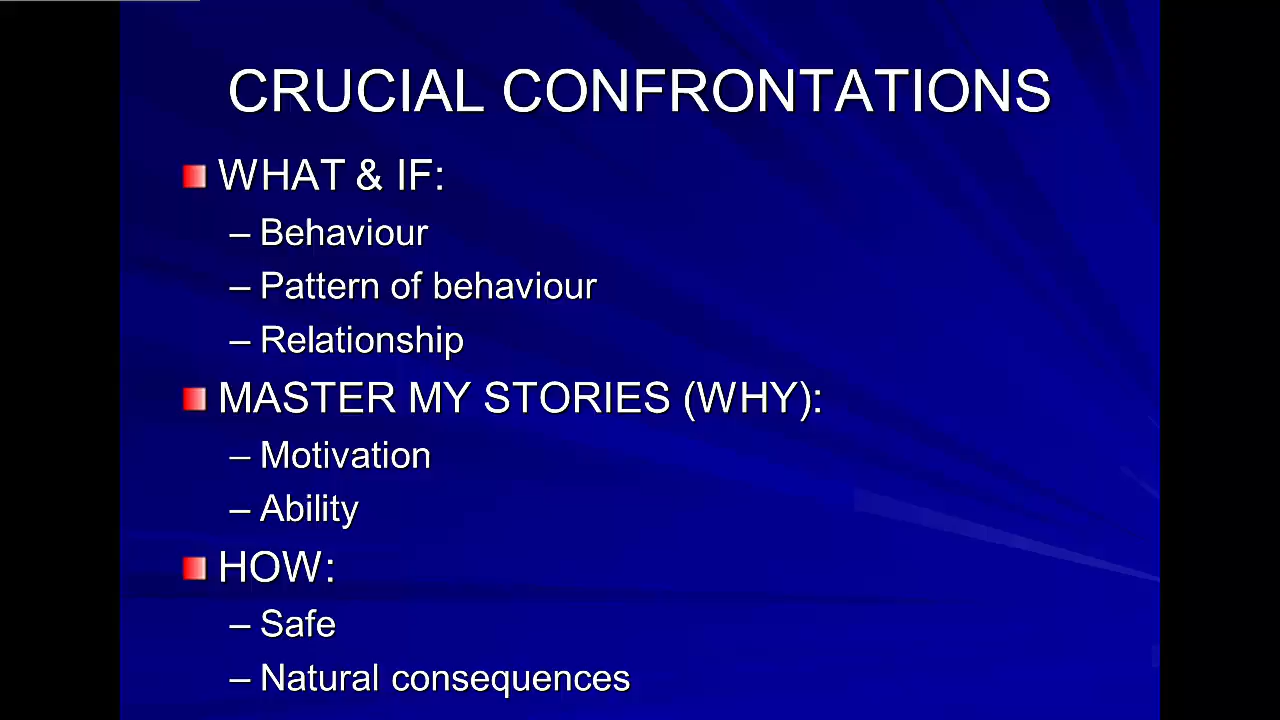 CRUCIAL CONFRONTATIONS
WHAT & IF:
– Behaviour
– Pattern of behaviour
– Relationship
MASTER MY STORIES (WHY):
– Motivation
– Ability
HOW:
– Safe
– Natural consequences